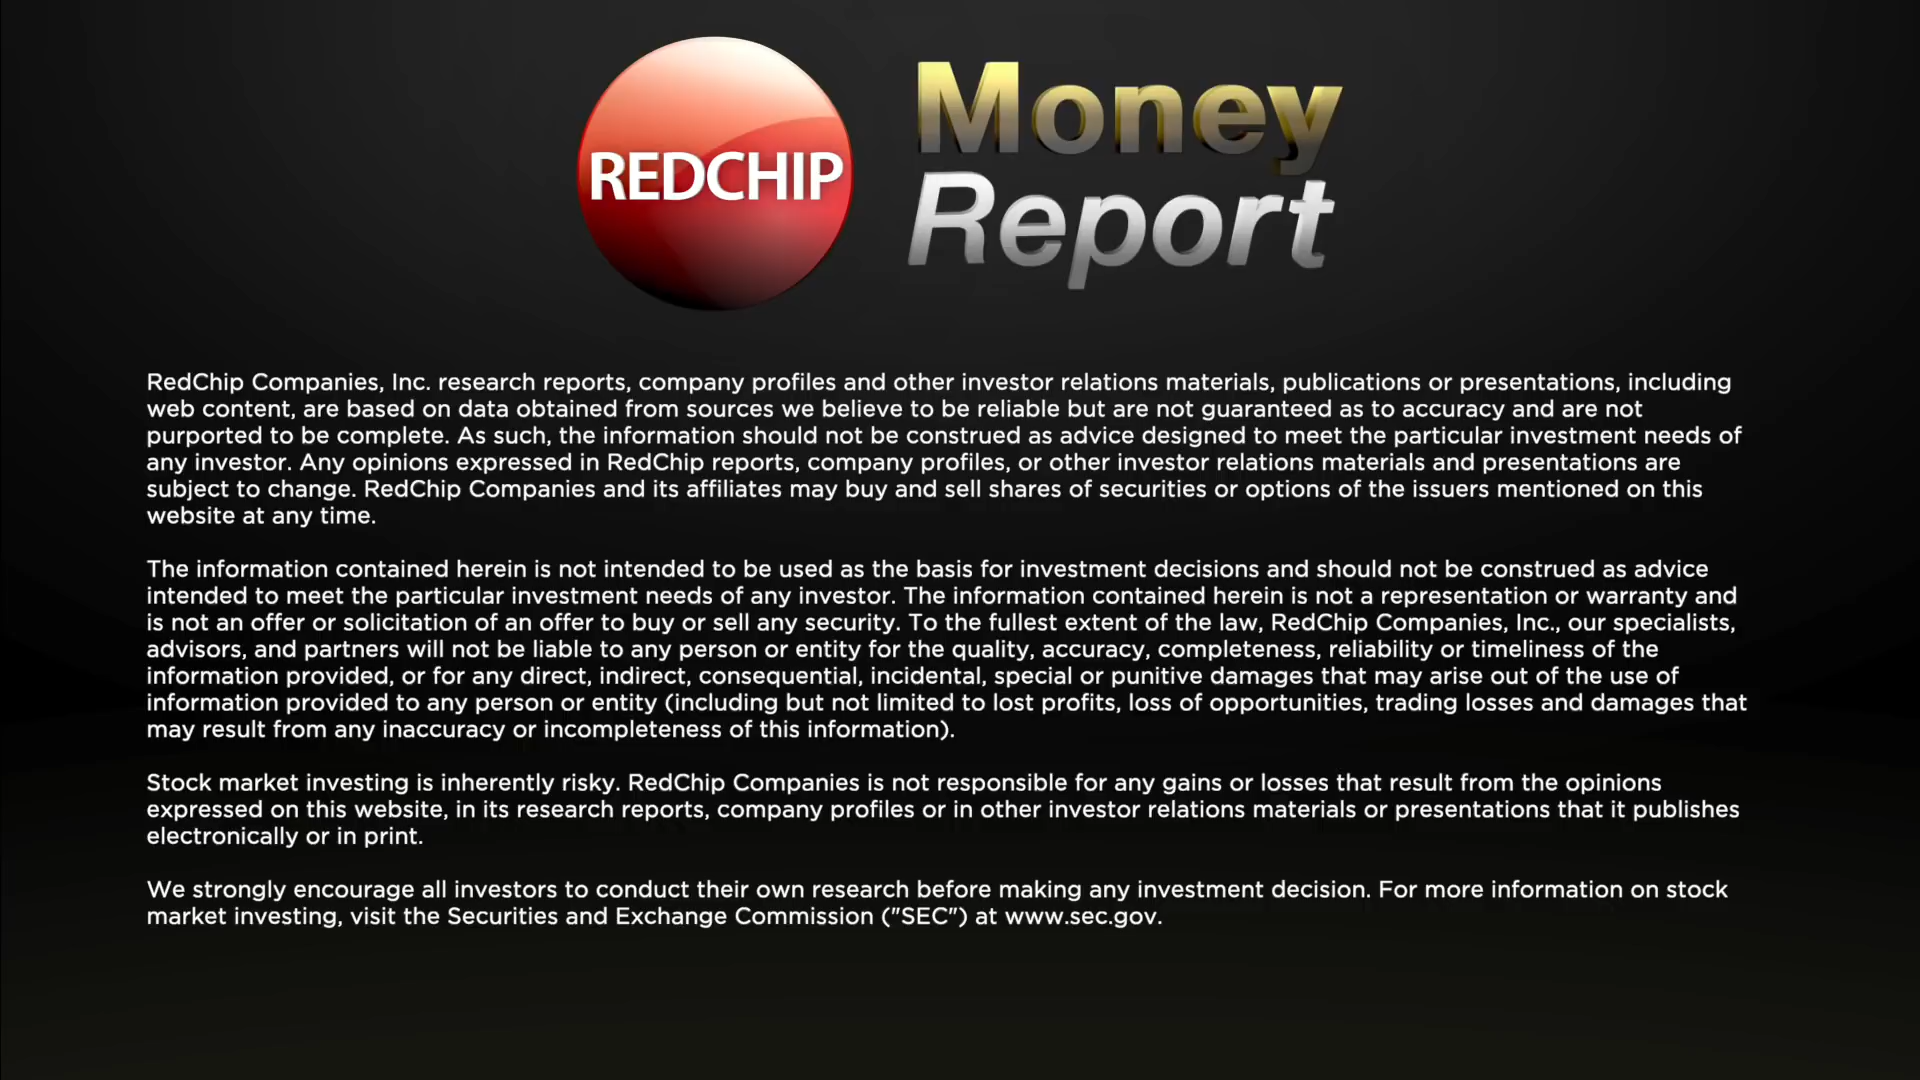 REDCHIP
Money
Report
RedChip Companies, Inc. research reports, company profiles and other investor relations materials, publications or presentations, including
web content, are based on data obtained from sources we believe to be reliable but are not guaranteed as to accuracy and are not
purported to be complete. As such, the information should not be construed as advice designed to meet the particular investment needs of
any investor. Any opinions expressed in RedChip reports, company profiles, or other investor relations materials and presentations are
subject to change. RedChip Companies and its affiliates may buy and sell shares of securities or options of the issuers mentioned on this
website at any time.
The information contained herein is not intended to be used as the basis for investment decisions and should not be construed as advice
intended to meet the particular investment needs of any investor. The information contained herein is not a representation or warranty and
is not an offer or solicitation of an offer to buy or sell any security. To the fullest extent of the law, RedChip Companies, Inc., our specialists,
advisors, and partners will not be liable to any person or entity for the quality, accuracy, completeness, reliability or timeliness of the
information provided, or for any direct, indirect, consequential, incidental, special or punitive damages that may arise out of the use of
information provided to any person or entity (including but not limited to lost profits, loss of opportunities, trading losses and damages that
may result from any inaccuracy or incompleteness of this information).
Stock market investing is inherently risky. RedChip Companies is not responsible for any gains or losses that result from the opinions
expressed on this website, in its research reports, company profiles or in other investor relations materials or presentations that it publishes
electronically or in print.
We strongly encourage all investors to conduct their own research before making any investment decision. For more information on stock
market investing, visit the Securities and Exchange Commission ("SEC") at www.sec.gov.